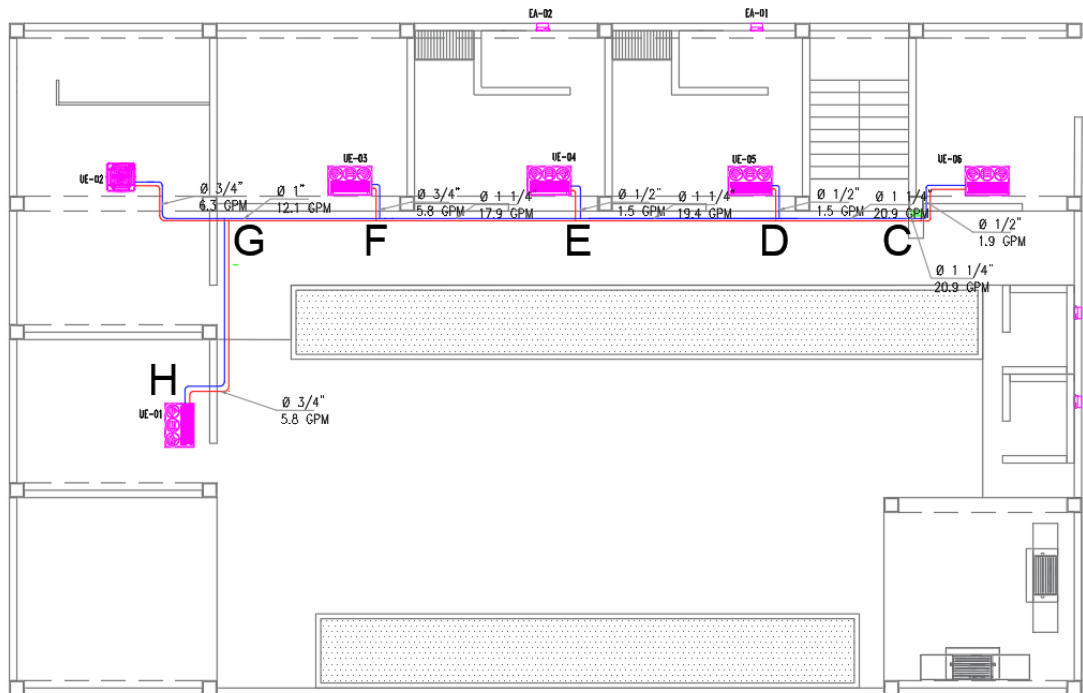 EA-02
EA-01
UE-03
UE-04
UE-05
UE-06
UE-02
Ø 3/4"
6.3 GPM
Ø 1"
12.1 GPM
Ø 3/4"
5.8 GPM
Ø 1 1/4"
17.9 GPM
Ø 1/2"
1.5 GPM
Ø 1 1/4"
19.4 GPM
Ø 1/2"
1.5 GPM
Ø 1 1/4"
20.9 GPM
Ø 1/2"
1.9 GPM
G
F
E
D
C
Ø 1 1/4"
20.9 GPM
H
UE-01
Ø 3/4"
5.8 GPM